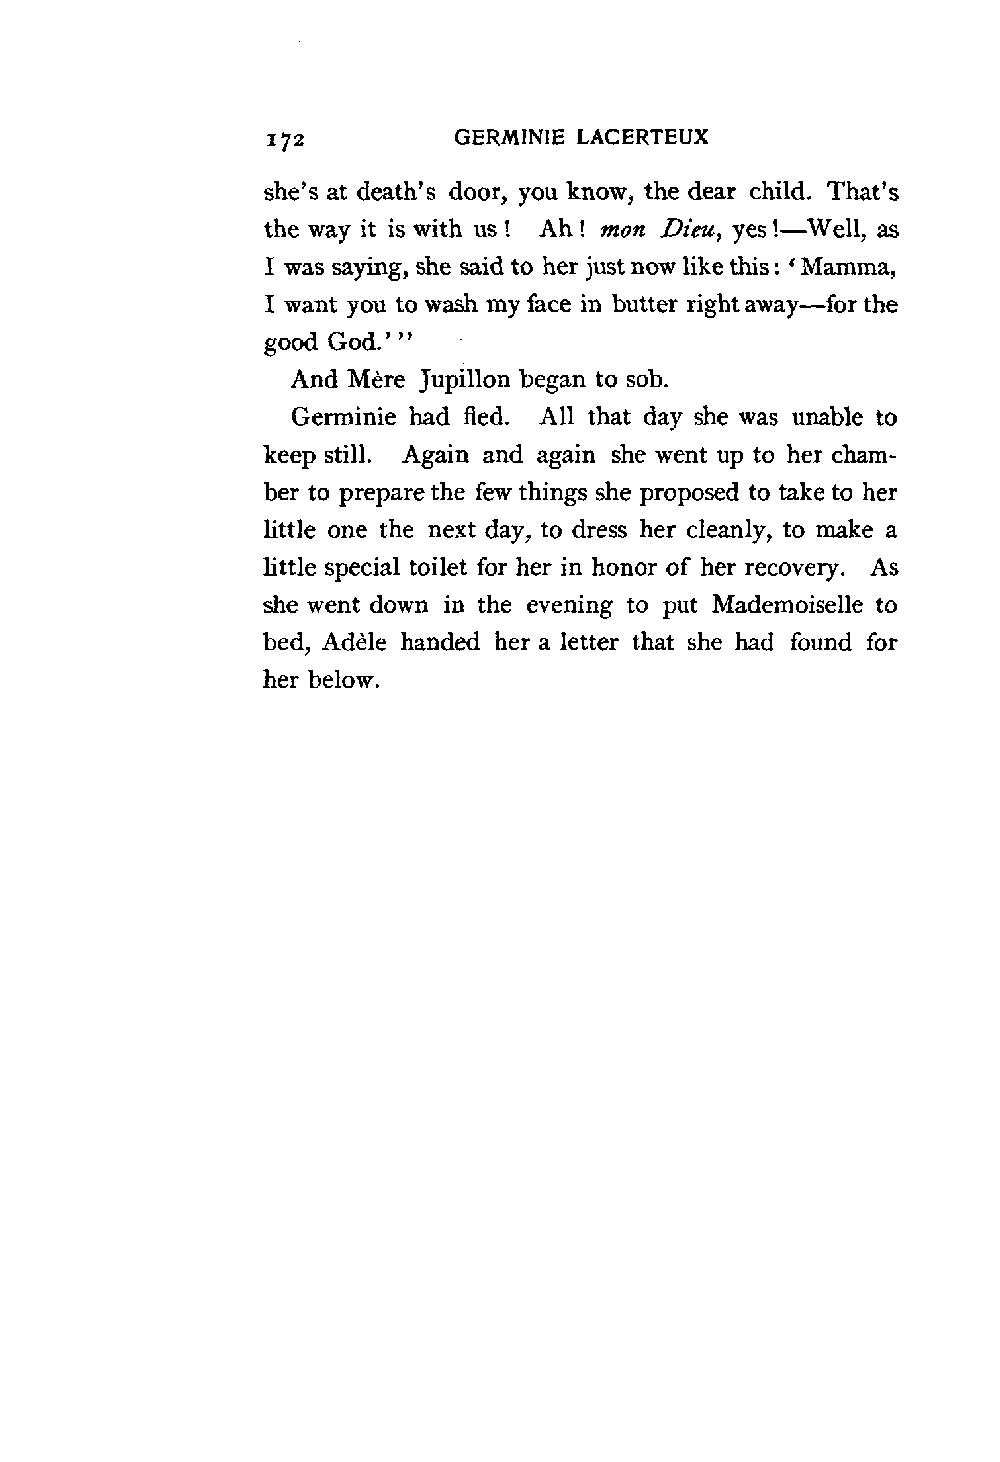 172 GERMINIE LACERTEUX
she's at death's door, you know, the dear child. That's
the way it is with us! Ah! mon Dieu, yes!—Well, as
I was saying, she said to her just now like this: 'Mamma,
I want you to wash my face in butter right away—for the
good God.'"
And Mère Jupillon began to sob.
Germinie had fled. All that day she was unable to
keep still. Again and again she went up to her cham-
ber to prepare the few things she proposed to take to her
little one the next day, to dress her cleanly, to make a
little special toilet for her in honor of her recovery. As
she went down in the evening to put Mademoiselle to
bed, Adèle handed her a letter that she had found for
her below.